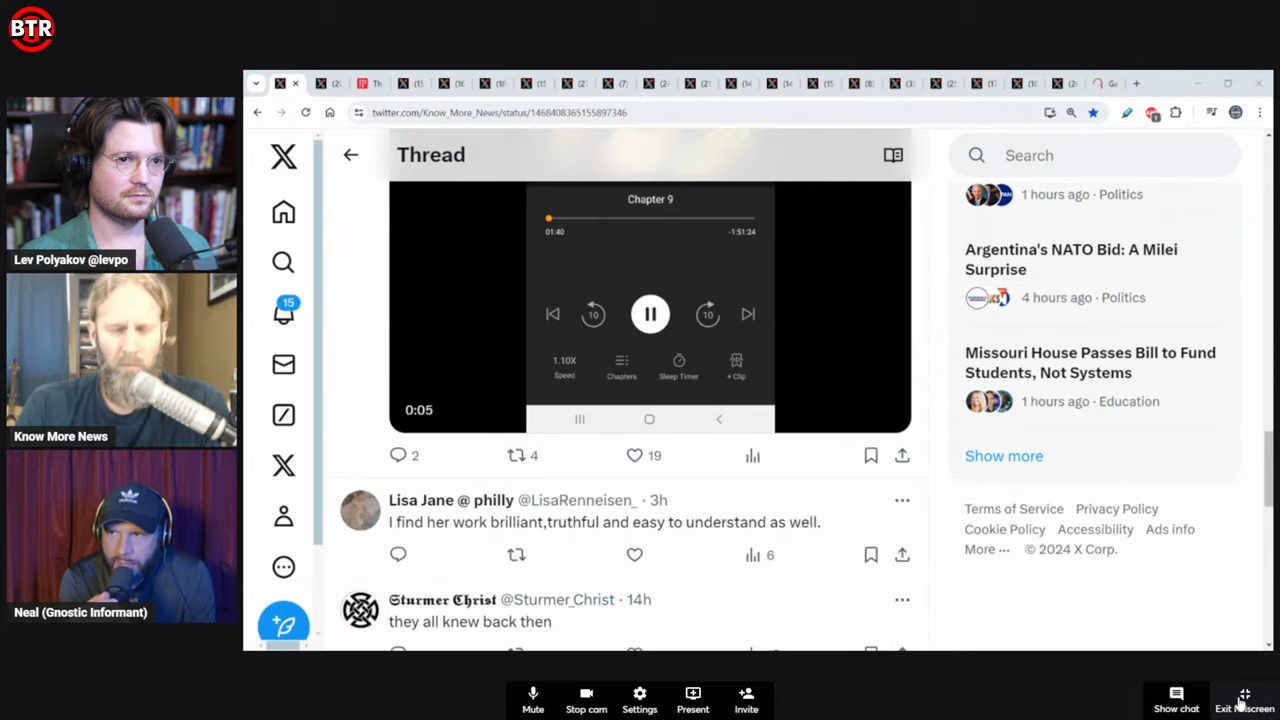 BTR
Lev Polyakov @levpo
Know More News
Neal (Gnostic Informant)
twitter.com/Know_More_News/status/1468408365155897346
15
Thread
Chapter 9
01:40
-1:51:24
10
10
1.10X
Speed
Chapters
Sleep Timer
+ Clip
0:05
2
4
19
Lisa Jane @ philly @LisaRenneisen_ · 3h
I find her work brilliant,truthful and easy to understand as well.
6
𝕾turmer 𝕮hrist @Sturmer_Christ · 14h
they all knew back then
Search
1 hours ago · Politics
Argentina's NATO Bid: A Milei
Surprise
4 hours ago · Politics
Missouri House Passes Bill to Fund
Students, Not Systems
1 hours ago · Education
Show more
Terms of Service Privacy Policy
Cookie Policy Accessibility Ads info
More ··· © 2024 X Corp.
Mute
Stop cam
Settings
Present
Invite
Show chat